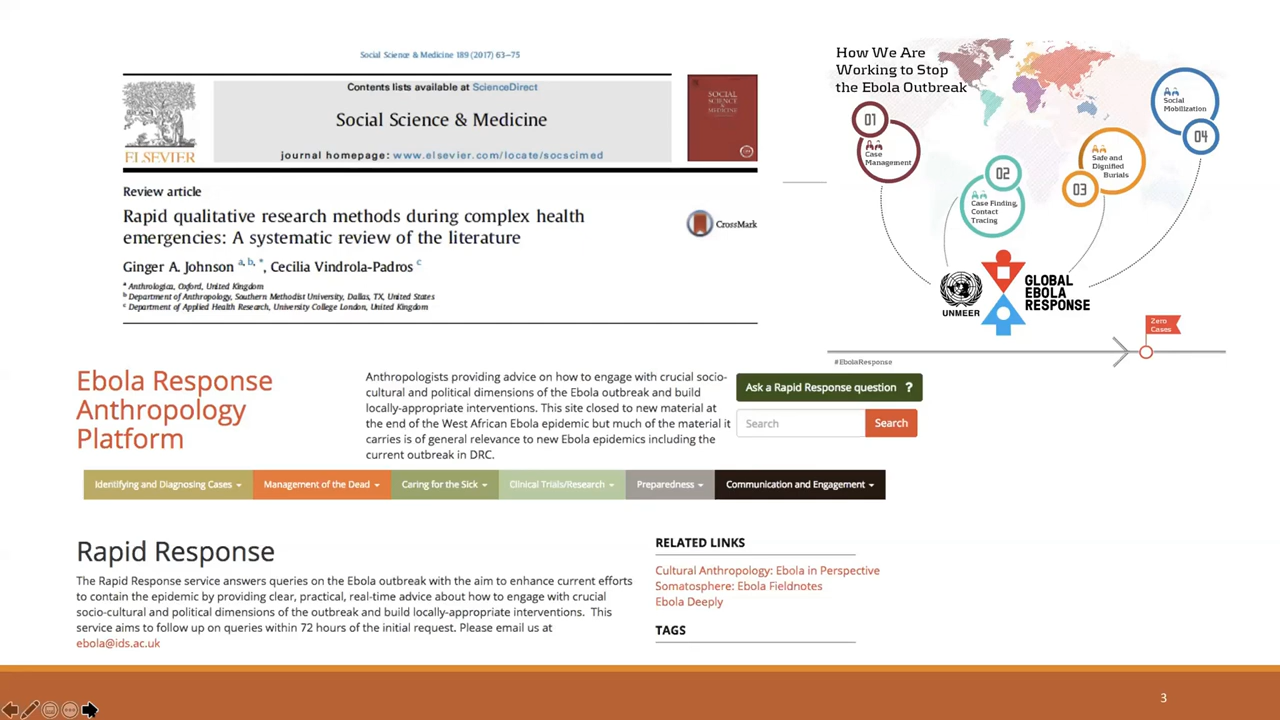 Social Science & Medicine 189 (2017) 63–75
Contents lists available at ScienceDirect
Social Science & Medicine
journal homepage: www.elsevier.com/locate/socscimed
ELSEVIER
SOCIAL
SCIENCE
& MEDICINE
Review article
Rapid qualitative research methods during complex health
emergencies: A systematic review of the literature
CrossMark
Ginger A. Johnson a, b, *, Cecilia Vindrola-Padros c
a Anthrologica, Oxford, United Kingdom
b Department of Anthropology, Southern Methodist University, Dallas, TX, United States
c Department of Applied Health Research, University College London, United Kingdom
How We Are
Working to Stop
the Ebola Outbreak
01
Case
Management
02
Case Finding,
Contact
Tracing
03
Safe and
Dignified
Burials
04
Social
Mobilization
UNMEER
GLOBAL
EBOLA
RESPONSE
Zero
Cases
#EbolaResponse
Ebola Response
Anthropology
Platform
Anthropologists providing advice on how to engage with crucial socio-
cultural and political dimensions of the Ebola outbreak and build
locally-appropriate interventions. This site closed to new material at
the end of the West African Ebola epidemic but much of the material it
carries is of general relevance to new Ebola epidemics including the
current outbreak in DRC.
Ask a Rapid Response question ?
Search Search
Identifying and Diagnosing Cases Management of the Dead Caring for the Sick Clinical Trials/Research Preparedness Communication and Engagement
Rapid Response
The Rapid Response service answers queries on the Ebola outbreak with the aim to enhance current efforts
to contain the epidemic by providing clear, practical, real-time advice about how to engage with crucial
socio-cultural and political dimensions of the outbreak and build locally-appropriate interventions. This
service aims to follow up on queries within 72 hours of the initial request. Please email us at
ebola@ids.ac.uk
RELATED LINKS
Cultural Anthropology: Ebola in Perspective
Somatosphere: Ebola Fieldnotes
Ebola Deeply
TAGS
3